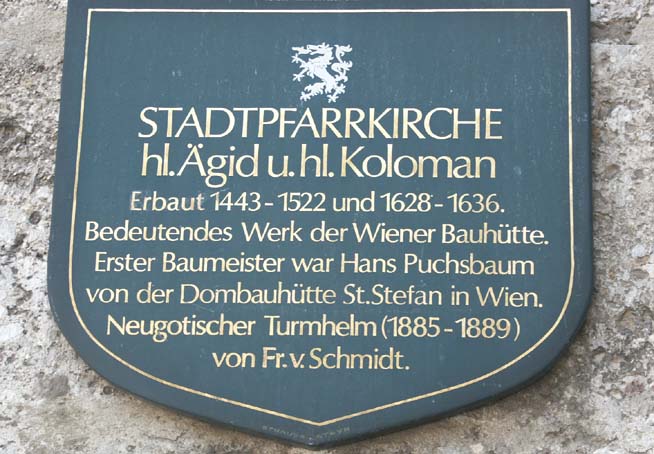 STADTPFARRKIRCHE
hl. Ägid u. hl. Koloman
Erbaut 1443 - 1522 und 1628 - 1636.
Bedeutendes Werk der Wiener Bauhütte.
Erster Baumeister war Hans Puchsbaum
von der Dombauhütte St. Stefan in Wien.
Neugotischer Turmhelm (1885 - 1889)
von Fr. v. Schmidt.